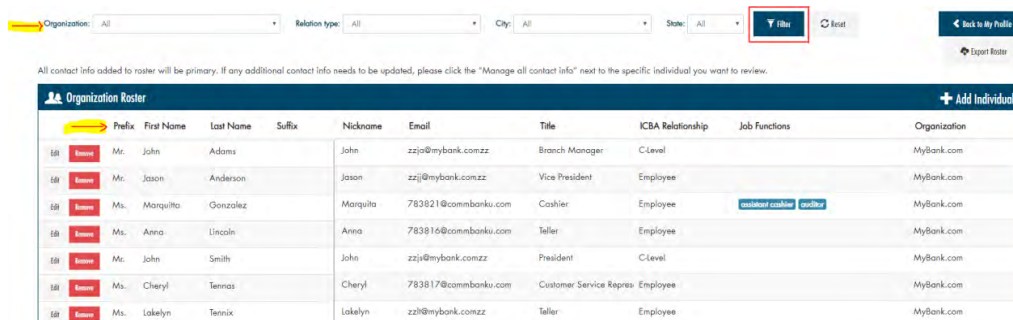 Organization: All Relation type: All City: All State: All Filter Reset Back to My Profile
Export Roster
All contact info added to roster will be primary. If any additional contact info needs to be updated, please click the "Manage all contact info" next to the specific individual you want to review.
Organization Roster Add Individual
Prefix First Name Last Name Suffix Nickname Email Title ICBA Relationship Job Functions Organization
Edit Remove Mr. John Adams John zzja@mybank.comzz Branch Manager C-Level MyBank.com
Edit Remove Mr. Jason Anderson Jason zzjj@mybank.comzz Vice President Employee MyBank.com
Edit Remove Ms. Marquita Gonzalez Marquita 783821@commbanku.com Cashier Employee assistant cashier auditor MyBank.com
Edit Remove Ms. Anna Lincoln Anna 783816@commbanku.com Teller Employee MyBank.com
Edit Remove Mr. John Smith John zzjs@mybank.comzz President C-Level MyBank.com
Edit Remove Ms. Cheryl Tennas Cheryl 783817@commbanku.com Customer Service Repres Employee MyBank.com
Edit Remove Ms. Lakelyn Tennix Lakelyn zzlt@mybank.comzz Teller Employee MyBank.com